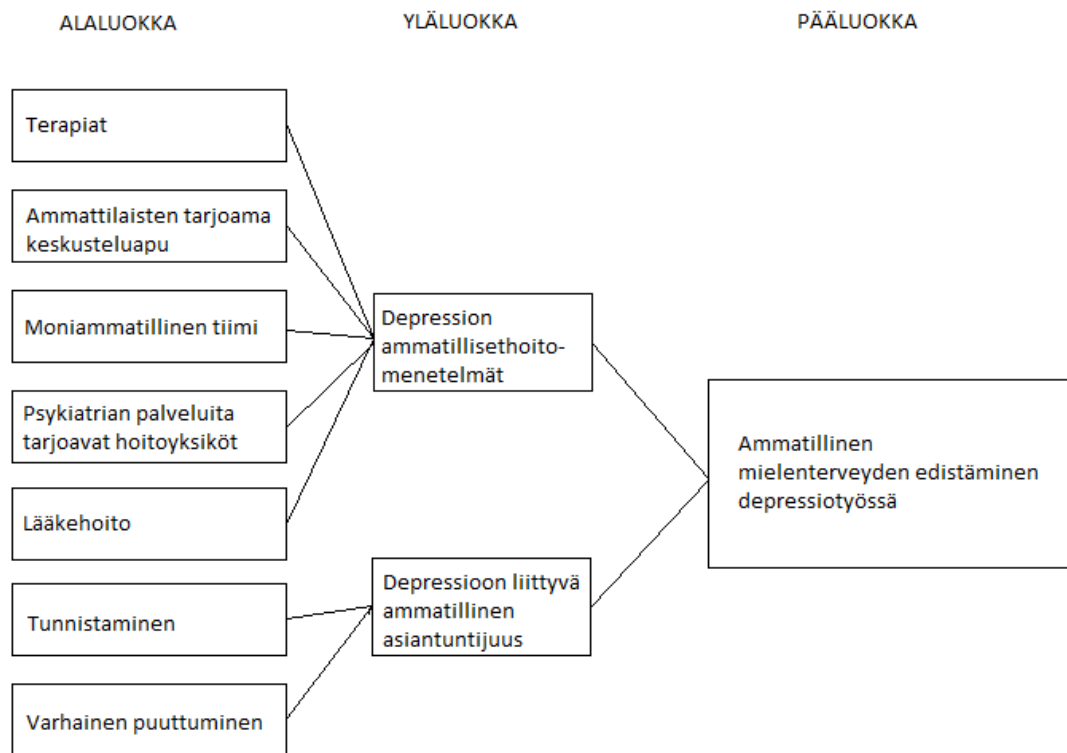 ALALUOKKA
YLÄLUOKKA
PÄÄLUOKKA
Terapiat
Ammattilaisten tarjoama
keskusteluapu
Moniammatillinen tiimi
Psykiatrian palveluita
tarjoavat hoitoyksiköt
Lääkehoito
Tunnistaminen
Varhainen puuttuminen
Depression
ammatillisethoito-
menetelmät
Depressioon liittyvä
ammatillinen
asiantuntijuus
Ammatillinen
mielenterveyden edistäminen
depressiotyössä